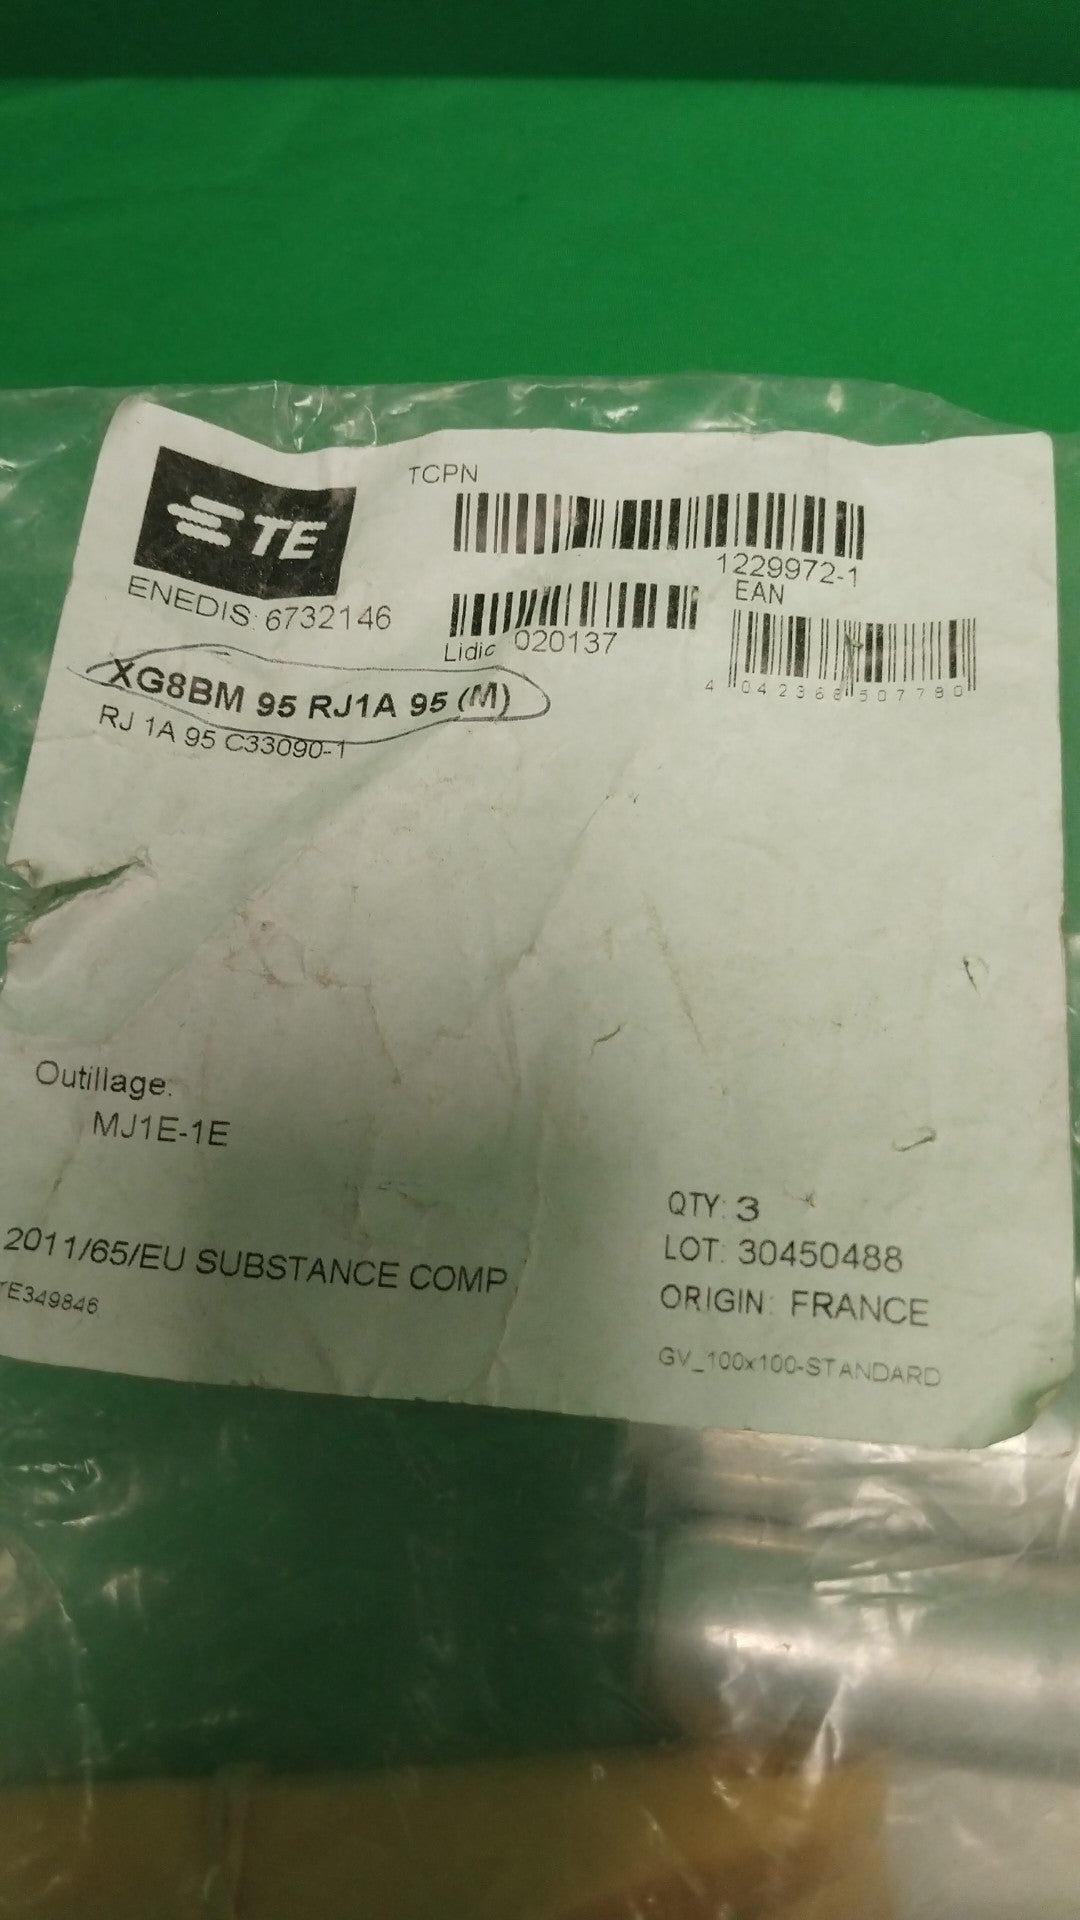 TE
TCPN
1229972-1
ENEDIS: 6732146
Lidic 020137
EAN
4 042368 507780
XG8BM 95 RJ1A 95 (M)
RJ 1A 95 C33090-1
Outillage:
MJ1E-1E
QTY: 3
LOT: 30450488
ORIGIN: FRANCE
GV_100x100-STANDARD
2011/65/EU SUBSTANCE COMP
TE349846